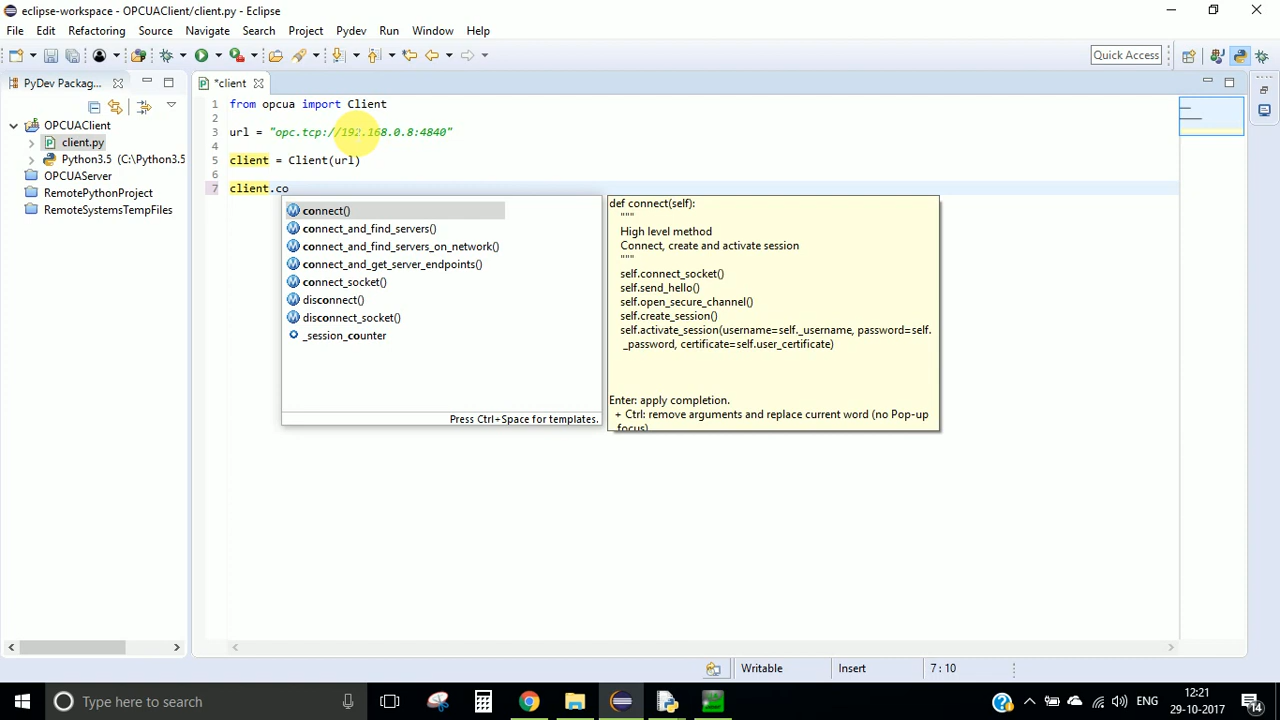 eclipse-workspace - OPCUAClient/client.py - Eclipse
File Edit Refactoring Source Navigate Search Project Pydev Run Window Help
Quick Access
PyDev Packag...
*client
OPCUAClient
client.py
Python3.5 (C:\Python3.5
OPCUAServer
RemotePythonProject
RemoteSystemsTempFiles
1 from opcua import Client
2
3 url = "opc.tcp://192.168.0.8:4840"
4
5 client = Client(url)
6
7 client.co
connect()
connect_and_find_servers()
connect_and_find_servers_on_network()
connect_and_get_server_endpoints()
connect_socket()
disconnect()
disconnect_socket()
_session_counter
Press Ctrl+Space for templates.
def connect(self):
"""
High level method
Connect, create and activate session
"""
self.connect_socket()
self.send_hello()
self.open_secure_channel()
self.create_session()
self.activate_session(username=self._username, password=self.
_password, certificate=self.user_certificate)
Enter: apply completion.
+ Ctrl: remove arguments and replace current word (no Pop-up
focus)
Writable Insert 7 : 10
Type here to search
ENG
12:21
29-10-2017
14